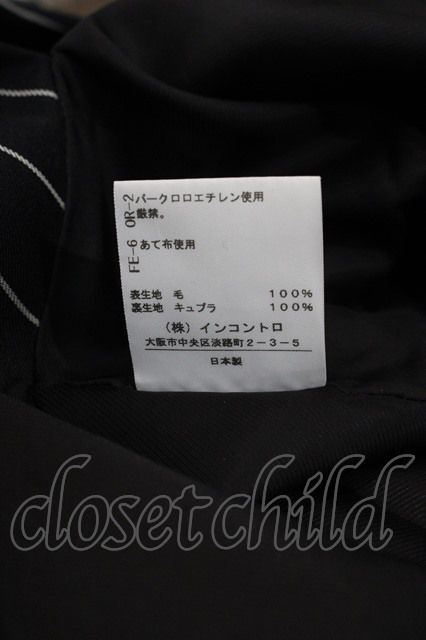 OR-2
パークロロエチレン使用
厳禁。
FE-6
あて布使用
表生地 毛 100%
裏生地 キュプラ 100%
(株) インコントロ
大阪市中央区淡路町2-3-5
日本製
closet child